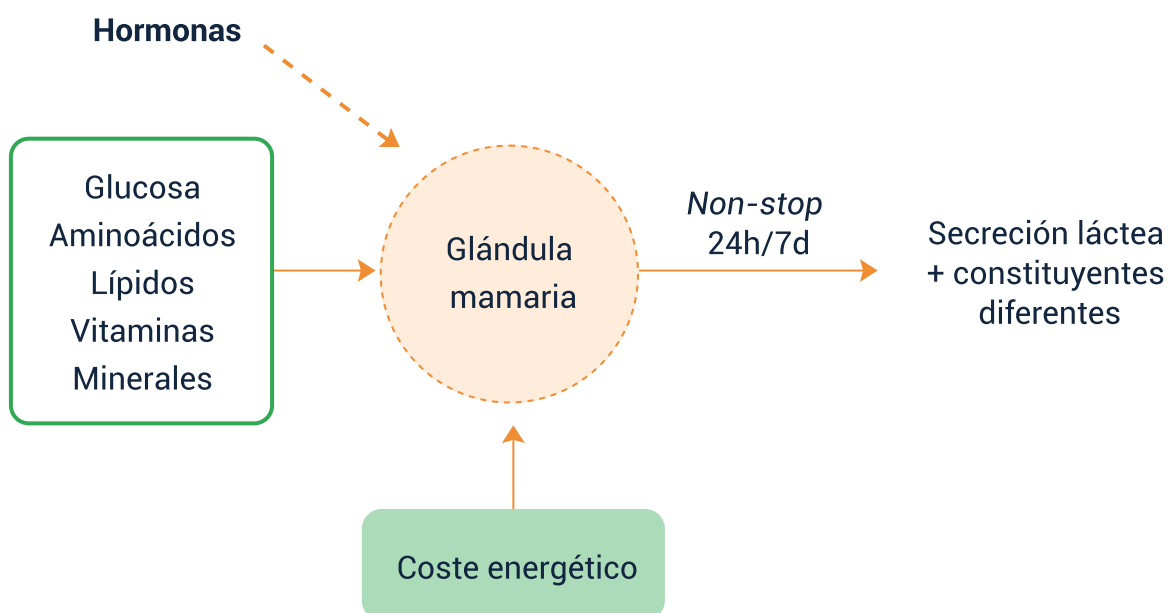 Hormonas
Glucosa
Aminoácidos
Lípidos
Vitaminas
Minerales
Glándula
mamaria
Non-stop
24h/7d
Secreción láctea
+ constituyentes
diferentes
Coste energético